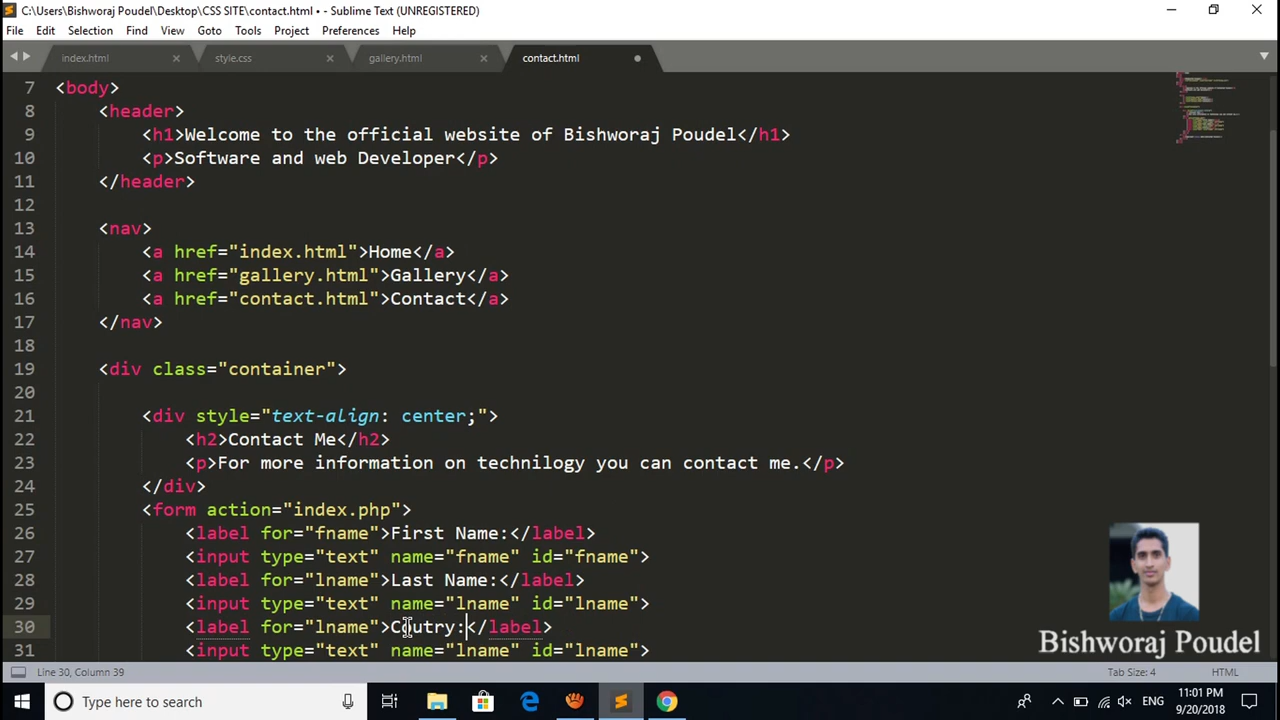 C:\Users\Bishworaj Poudel\Desktop\CSS SITE\contact.html • - Sublime Text (UNREGISTERED)
File Edit Selection Find View Goto Tools Project Preferences Help
index.html style.css gallery.html contact.html
7 <body>
8 <header>
9 <h1>Welcome to the official website of Bishworaj Poudel</h1>
10 <p>Software and web Developer</p>
11 </header>
12
13 <nav>
14 <a href="index.html">Home</a>
15 <a href="gallery.html">Gallery</a>
16 <a href="contact.html">Contact</a>
17 </nav>
18
19 <div class="container">
20
21 <div style="text-align: center;">
22 <h2>Contact Me</h2>
23 <p>For more information on technilogy you can contact me.</p>
24 </div>
25 <form action="index.php">
26 <label for="fname">First Name:</label>
27 <input type="text" name="fname" id="fname">
28 <label for="lname">Last Name:</label>
29 <input type="text" name="lname" id="lname">
30 <label for="lname">Coutry:</label>
31 <input type="text" name="lname" id="lname">
Bishworaj Poudel
Line 30, Column 39 Tab Size: 4 HTML
Type here to search ENG 11:01 PM
9/20/2018